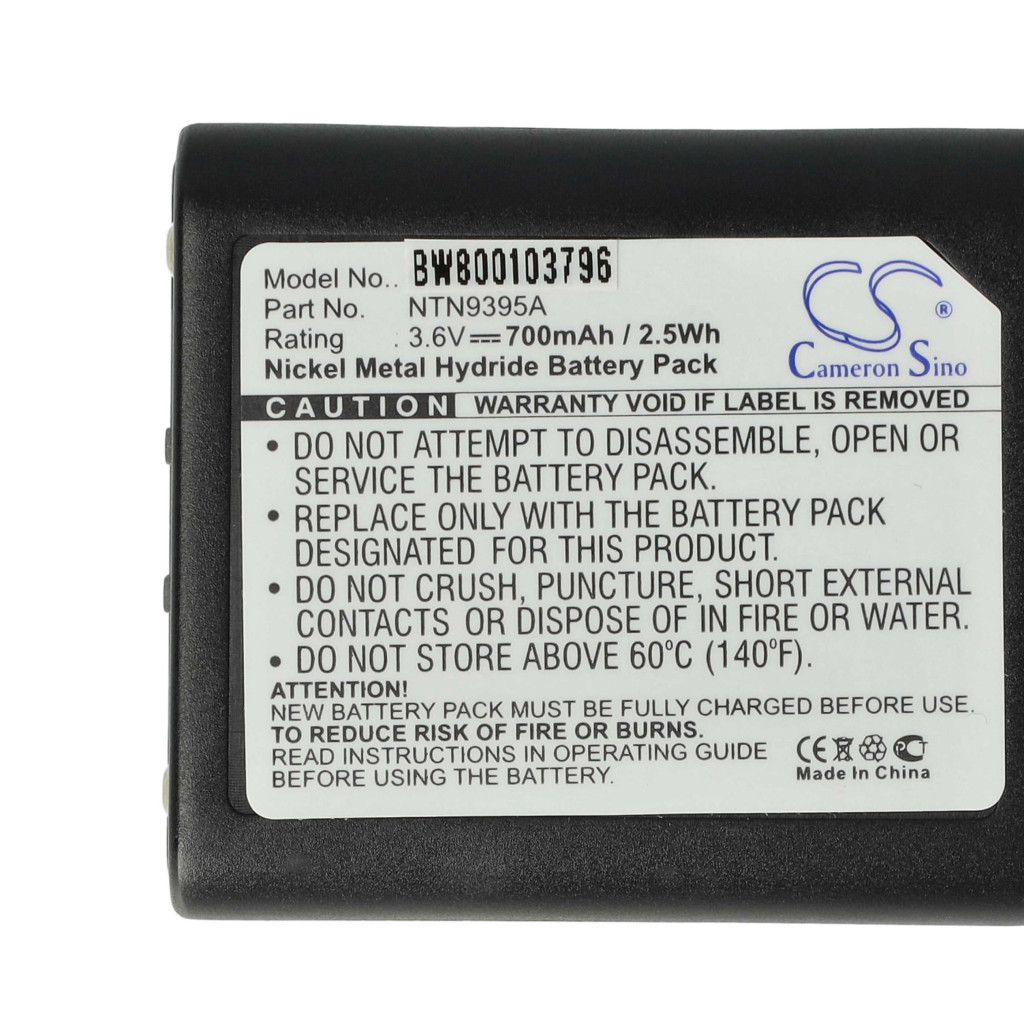 Model No.. BW800103796
Part No. NTN9395A
Rating : 3.6V 700mAh / 2.5Wh
Nickel Metal Hydride Battery Pack
CS ®
Cameron Sino
CAUTION WARRANTY VOID IF LABEL IS REMOVED
• DO NOT ATTEMPT TO DISASSEMBLE, OPEN OR
SERVICE THE BATTERY PACK.
• REPLACE ONLY WITH THE BATTERY PACK
DESIGNATED FOR THIS PRODUCT.
• DO NOT CRUSH, PUNCTURE, SHORT EXTERNAL
CONTACTS OR DISPOSE OF IN FIRE OR WATER.
• DO NOT STORE ABOVE 60°C (140°F).
ATTENTION!
NEW BATTERY PACK MUST BE FULLY CHARGED BEFORE USE.
TO REDUCE RISK OF FIRE OR BURNS.
READ INSTRUCTIONS IN OPERATING GUIDE
BEFORE USING THE BATTERY.
CE PCT
Made In China